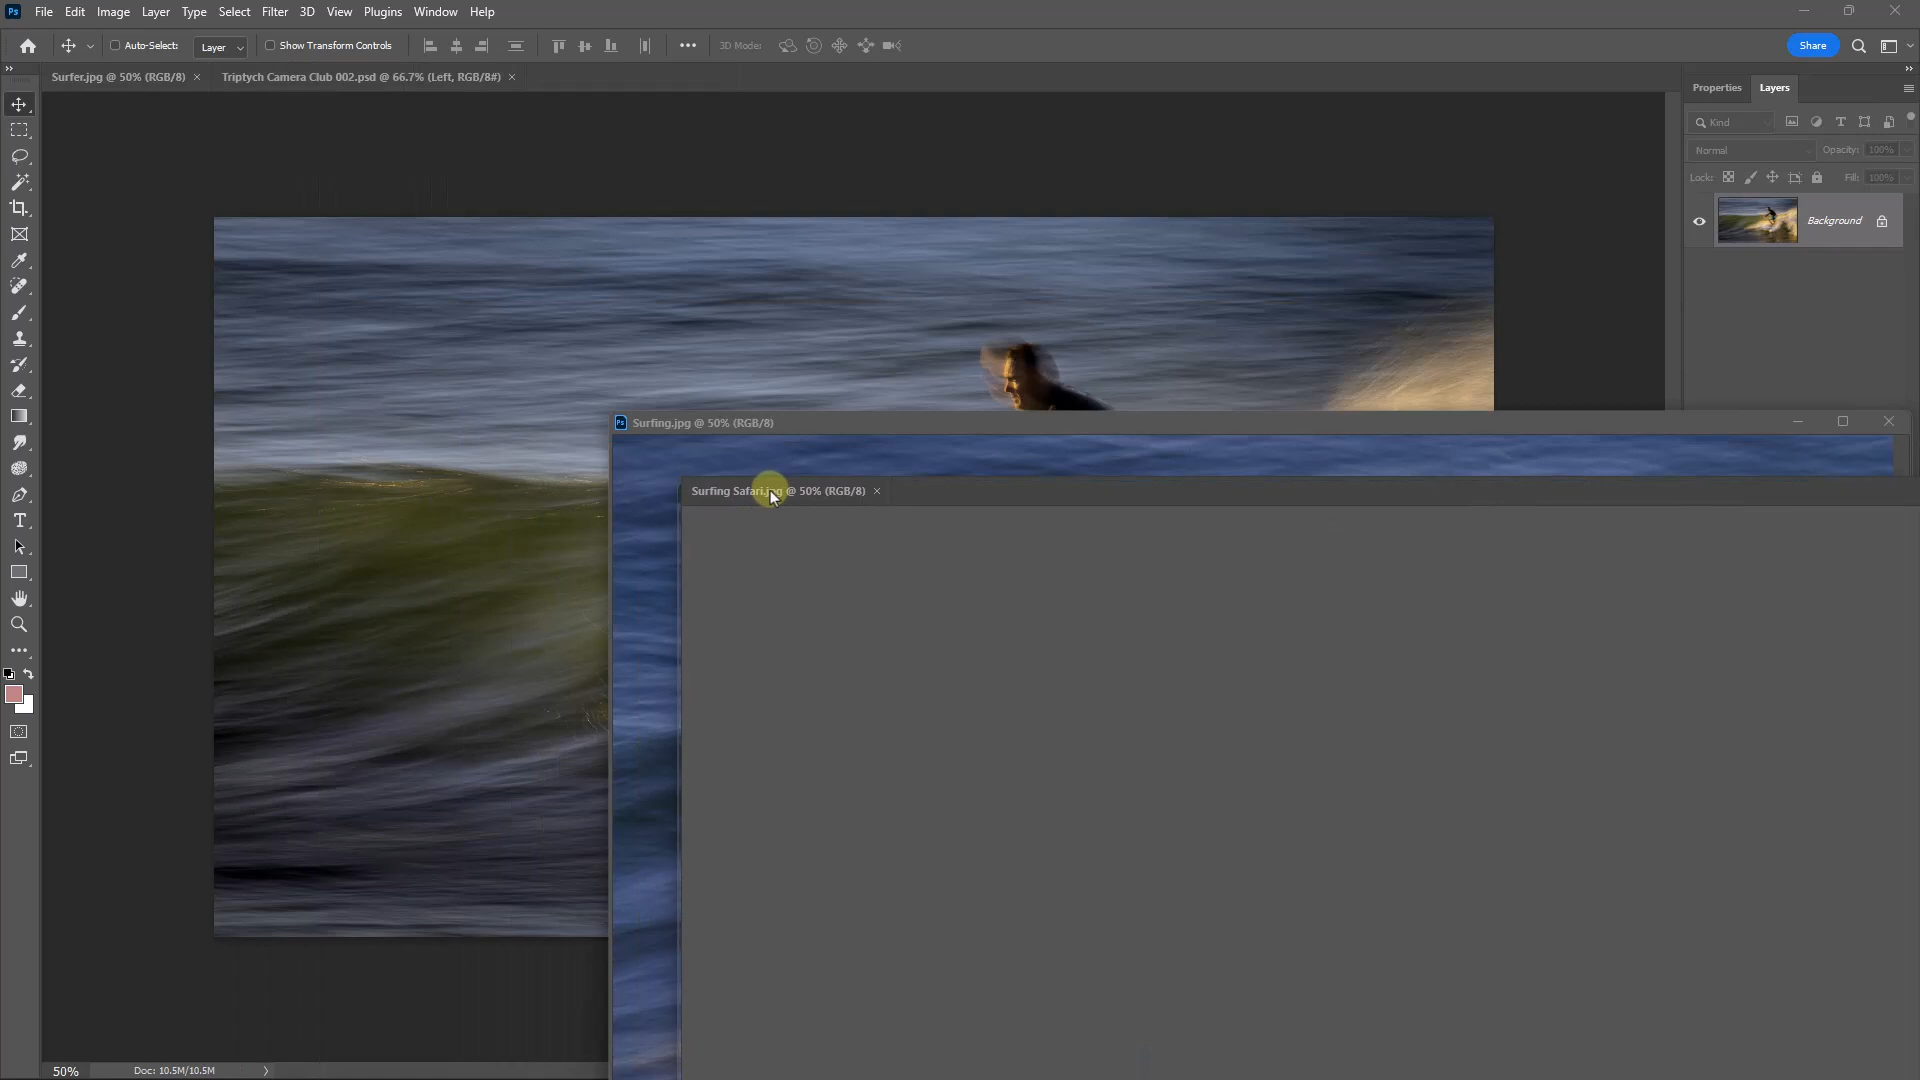 Ps File Edit Image Layer Type Select Filter 3D View Plugins Window Help
Auto-Select: Layer Show Transform Controls 3D Mode: Share
Surfer.jpg @ 50% (RGB/8) × Triptych Camera Club 002.psd @ 66.7% (Left, RGB/8#) ×
Properties Layers
Kind
Normal Opacity: 100%
Lock: Fill: 100%
Background
Ps Surfing.jpg @ 50% (RGB/8)
Surfing Safari.jpg @ 50% (RGB/8) ×
50% Doc: 10.5M/10.5M